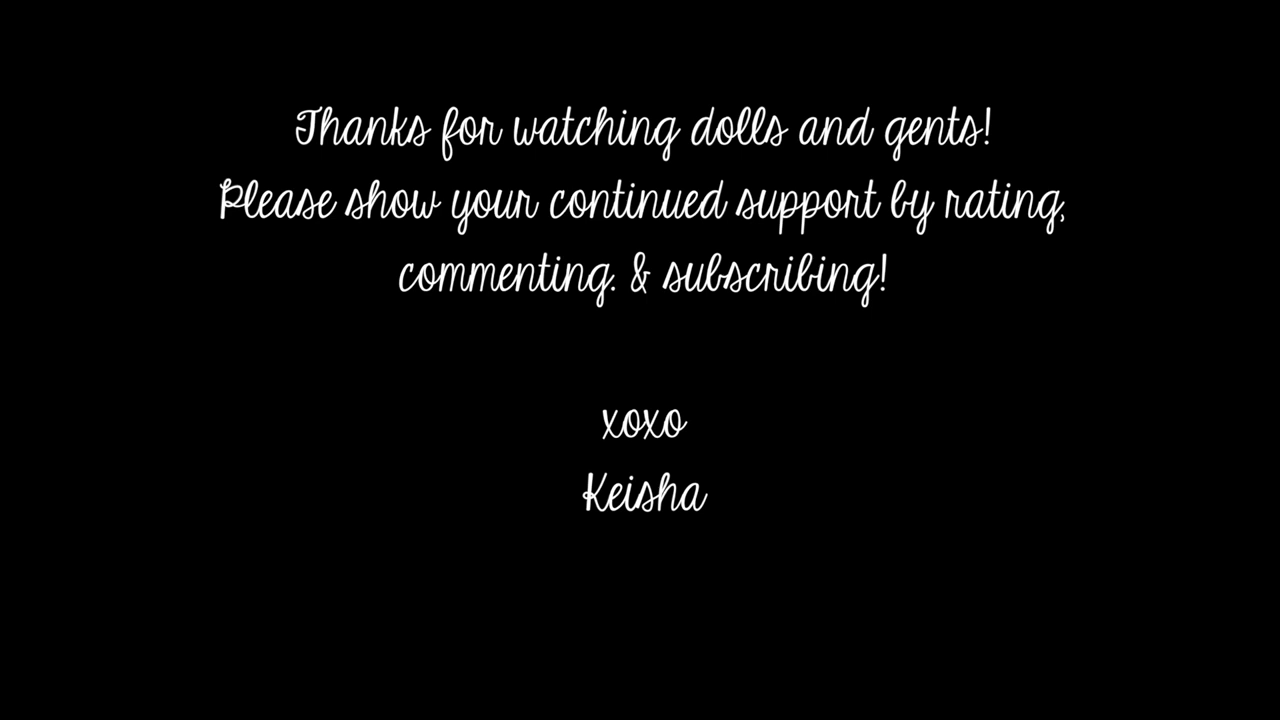 Thanks for watching dolls and gents!
Please show your continued support by rating,
commenting. & subscribing!
xoxo
Keisha